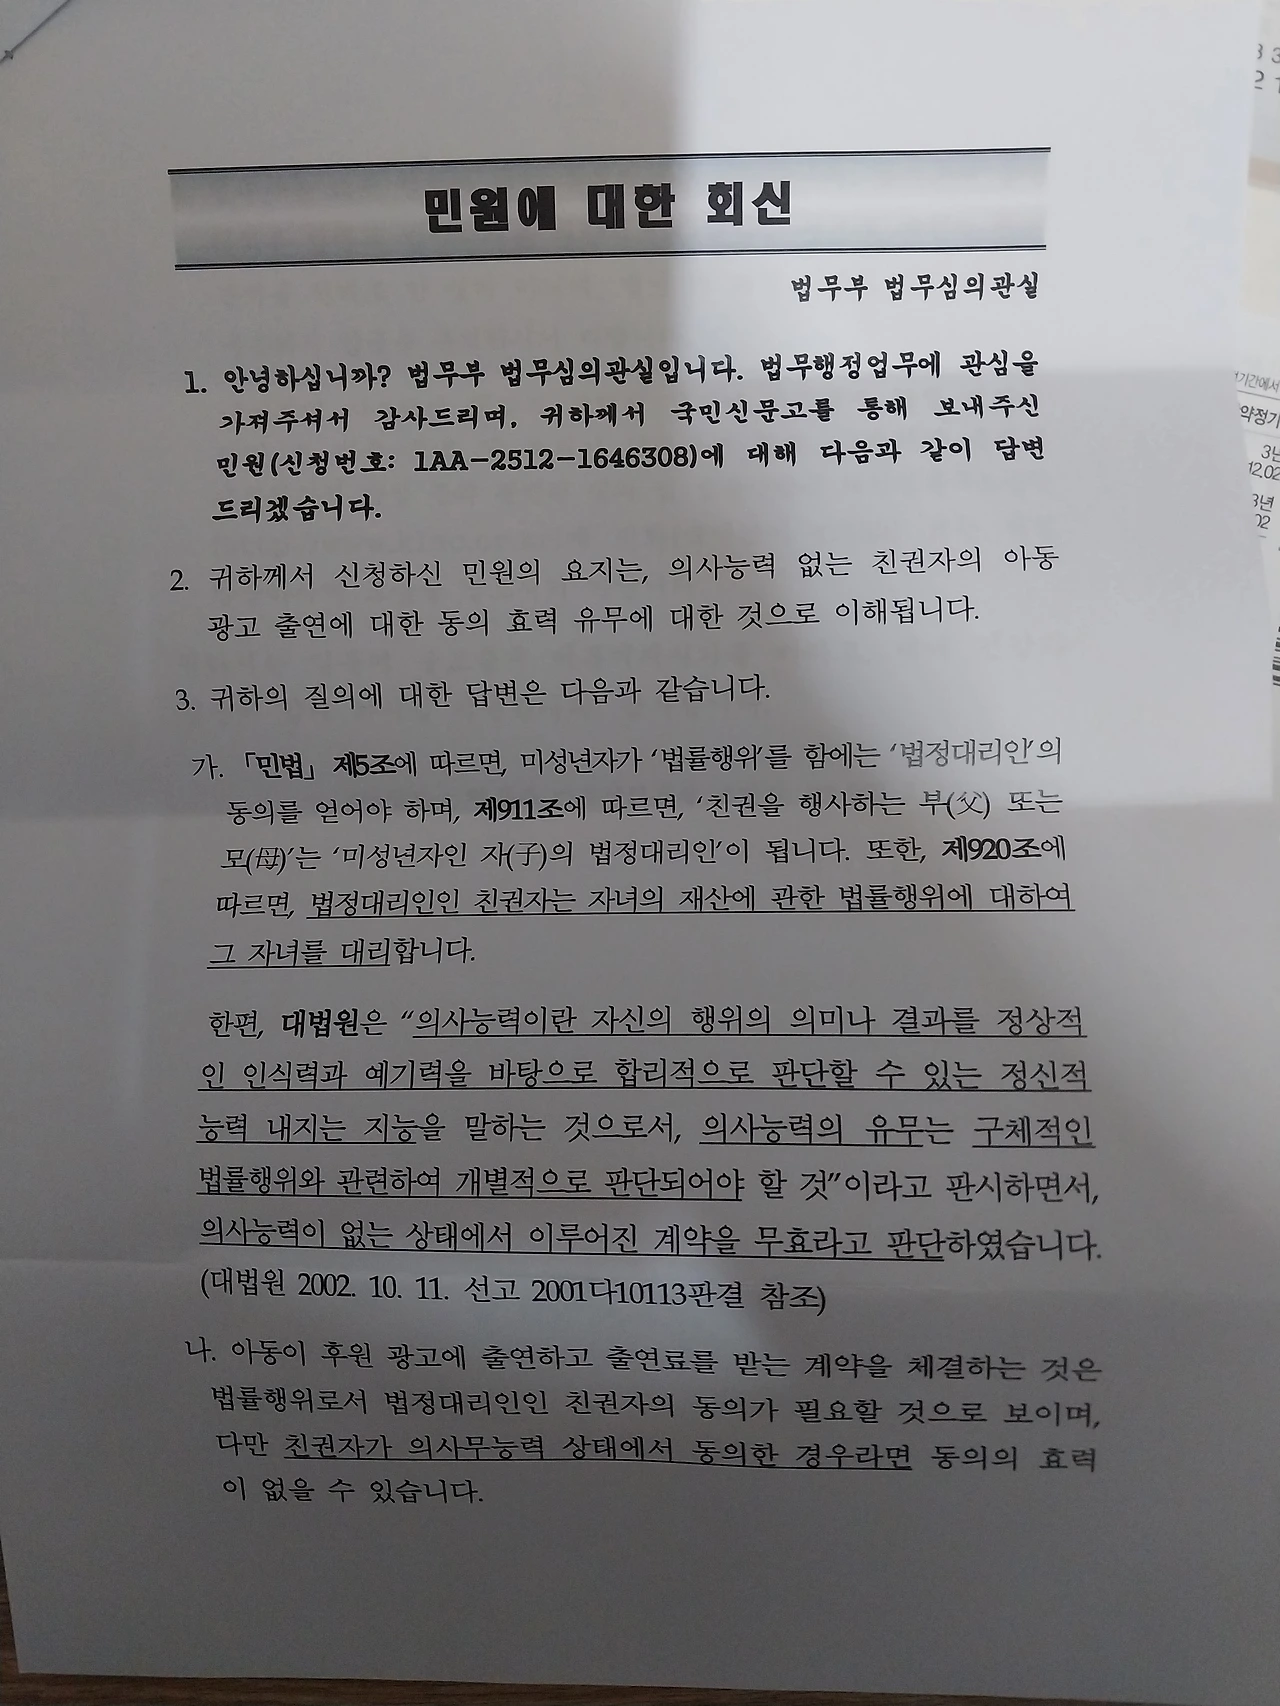 민원에 대한 회신
법무부 법무심의관실
1. 안녕하십니까? 법무부 법무심의관실입니다. 법무행정업무에 관심을
가져주셔서 감사드리며, 귀하께서 국민신문고를 통해 보내주신
민원(신청번호: 1AA-2512-1646308)에 대해 다음과 같이 답변
드리겠습니다.
2. 귀하께서 신청하신 민원의 요지는, 의사능력 없는 친권자의 아동
광고 출연에 대한 동의 효력 유무에 대한 것으로 이해됩니다.
3. 귀하의 질의에 대한 답변은 다음과 같습니다.
가. 「민법」 제5조에 따르면, 미성년자가 ‘법률행위’를 함에는 ‘법정대리인’의
동의를 얻어야 하며, 제911조에 따르면, ‘친권을 행사하는 부(父) 또는
모(母)’는 ‘미성년자인 자(子)의 법정대리인’이 됩니다. 또한, 제920조에
따르면, 법정대리인인 친권자는 자녀의 재산에 관한 법률행위에 대하여
그 자녀를 대리합니다.
한편, 대법원은 “의사능력이란 자신의 행위의 의미나 결과를 정상적
인 인식력과 예기력을 바탕으로 합리적으로 판단할 수 있는 정신적
능력 내지는 지능을 말하는 것으로서, 의사능력의 유무는 구체적인
법률행위와 관련하여 개별적으로 판단되어야 할 것”이라고 판시하면서,
의사능력이 없는 상태에서 이루어진 계약을 무효라고 판단하였습니다.
(대법원 2002. 10. 11. 선고 2001다10113판결 참조)
나. 아동이 후원 광고에 출연하고 출연료를 받는 계약을 체결하는 것은
법률행위로서 법정대리인인 친권자의 동의가 필요할 것으로 보이며,
다만 친권자가 의사무능력 상태에서 동의한 경우라면 동의의 효력
이 없을 수 있습니다.
약정기
3년
12.02
3년
02